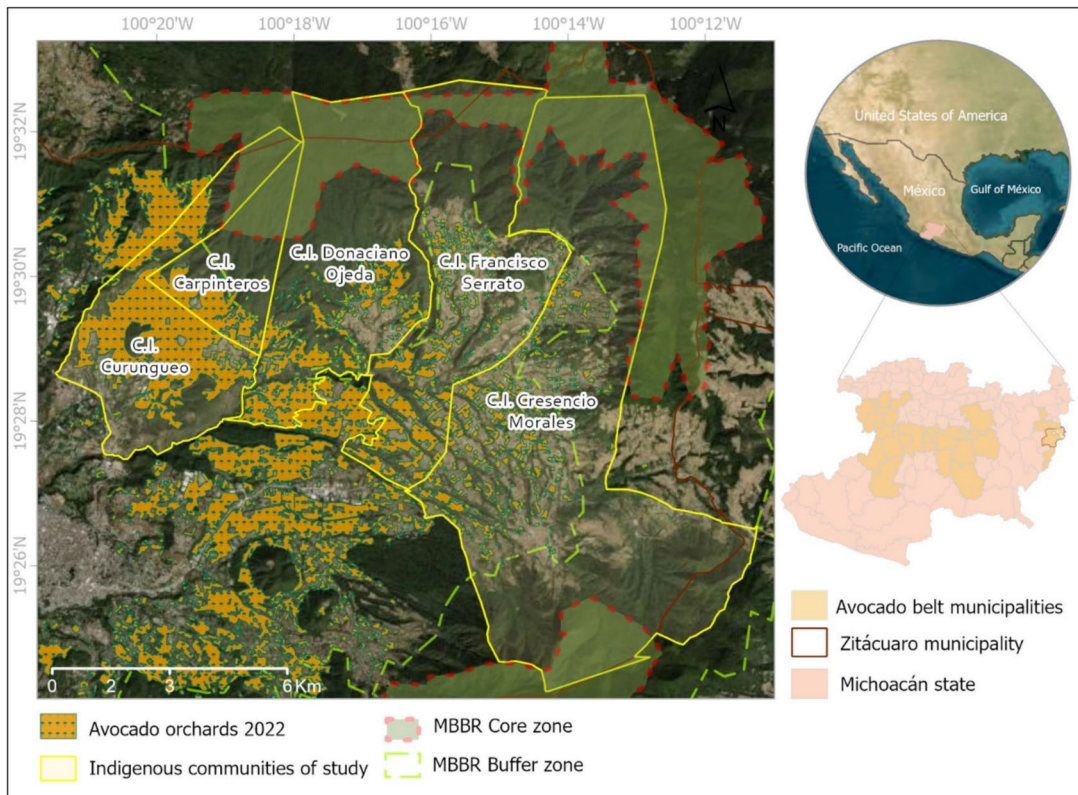 100°20'W
100°18'W
100°16'W
100°14'W
100°12'W
19°32'N
19°30'N
19°28'N
19°26'N
N
C.I.
Carpinteros
C.I. Donaciano
Ojeda
C.I. Francisco
Serrato
C.I.
Curungueo
C.I. Cresencio
Morales
0 2 3 6 Km
United States of America
México
Gulf of México
Pacific Ocean
Avocado belt municipalities
Zitácuaro municipality
Michoacán state
Avocado orchards 2022
Indigenous communities of study
MBBR Core zone
MBBR Buffer zone